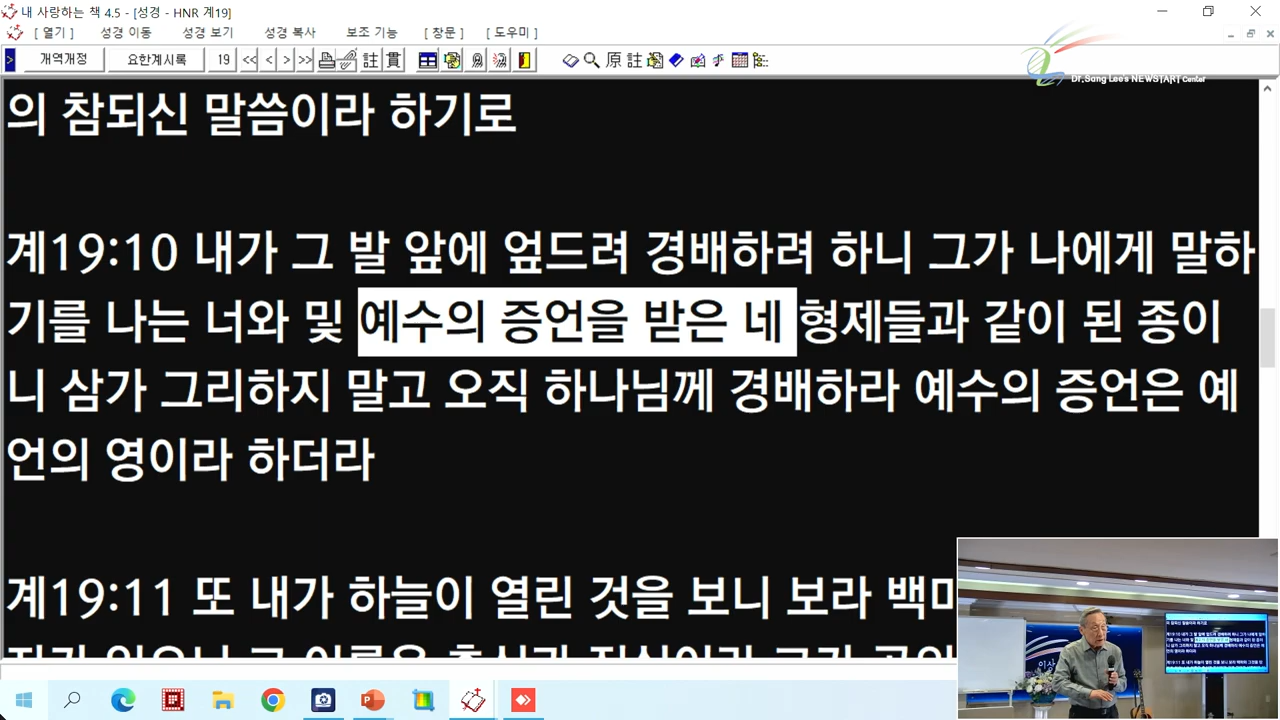 내 사랑하는 책 4.5 - [성경 - HNR 계19]
[ 열기 ] 성경 이동 성경 보기 성경 복사 보조 기능 [ 창문 ] [ 도우미 ]
> 개역개정 요한계시록 19 << < > >> 註 貫 原 註
Dr.Sang Lee's NEWSTART Center
의 참되신 말씀이라 하기로
계19:10 내가 그 발 앞에 엎드려 경배하려 하니 그가 나에게 말하
기를 나는 너와 및 예수의 증언을 받은 네 형제들과 같이 된 종이
니 삼가 그리하지 말고 오직 하나님께 경배하라 예수의 증언은 예
언의 영이라 하더라
계19:11 또 내가 하늘이 열린 것을 보니 보라
이상